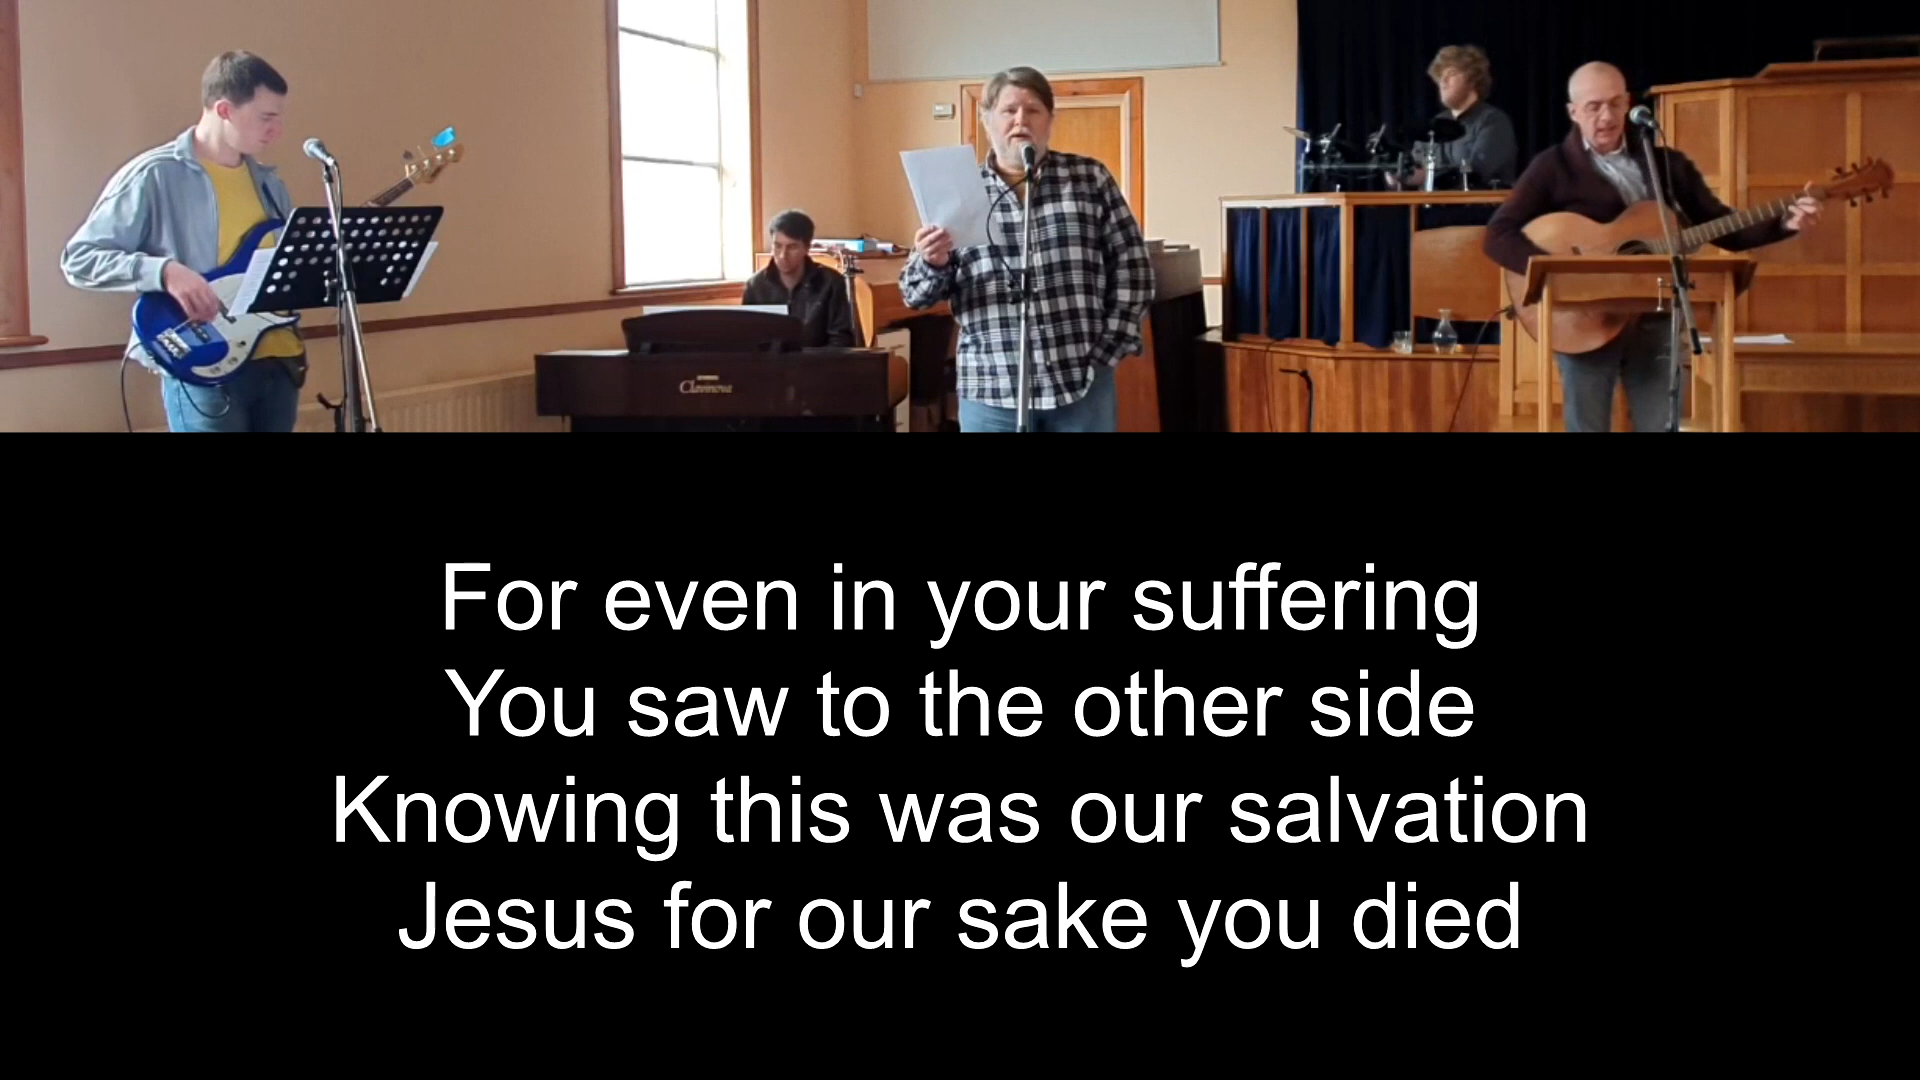 Clavinova
For even in your suffering
You saw to the other side
Knowing this was our salvation
Jesus for our sake you died